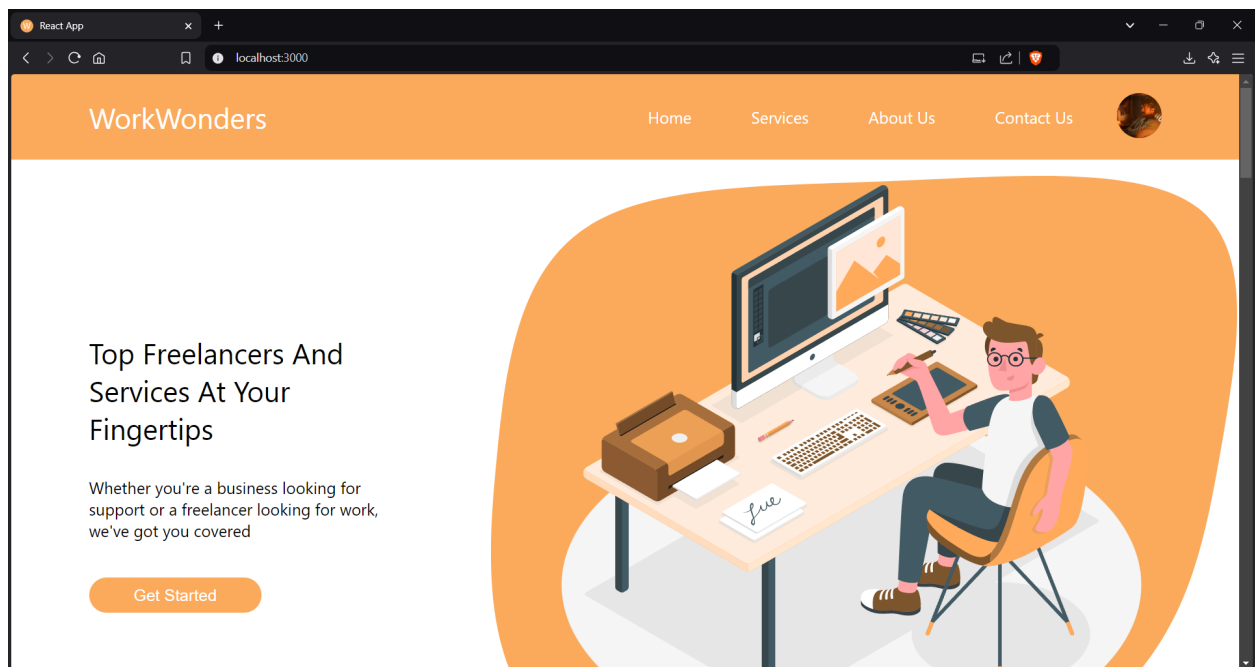 React App
localhost:3000
WorkWonders
Home Services About Us Contact Us
Top Freelancers And
Services At Your
Fingertips
Whether you're a business looking for
support or a freelancer looking for work,
we've got you covered
Get Started